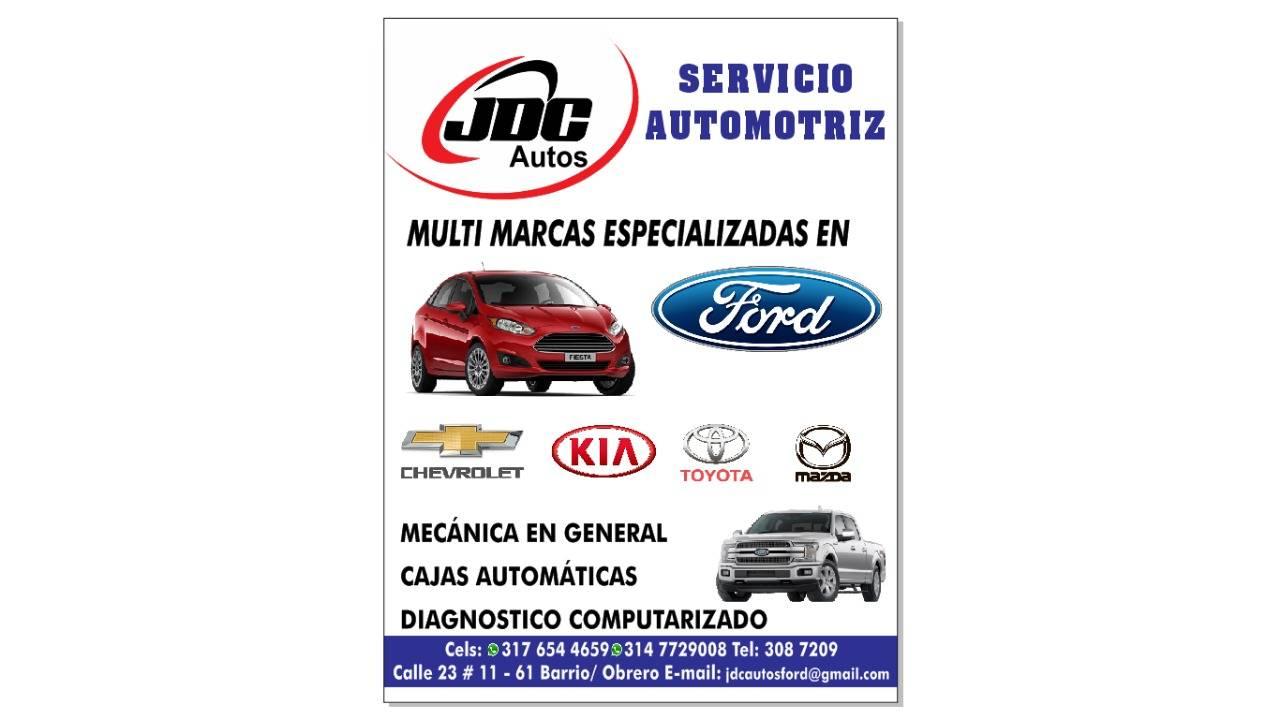 JDC
Autos
SERVICIO
AUTOMOTRIZ
MULTI MARCAS ESPECIALIZADAS EN
FIESTA
Ford
CHEVROLET
KIA
TOYOTA
mazda
MECÁNICA EN GENERAL
CAJAS AUTOMÁTICAS
DIAGNOSTICO COMPUTARIZADO
Cels: 317 654 4659 314 7729008 Tel: 308 7209
Calle 23 # 11 - 61 Barrio/ Obrero E-mail: jdcautosford@gmail.com